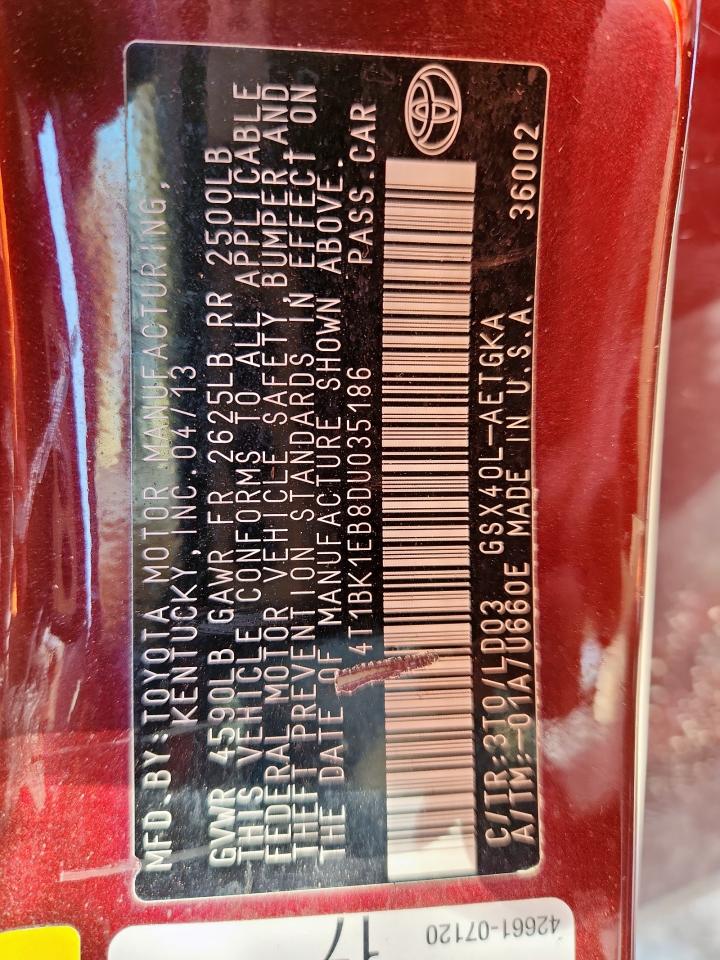 MFD.BY:TOYOTA MOTOR MANUFACTURING,
KENTUCKY,INC.04/13
GVWR 4590LB GAWR FR 2625LB RR 2500LB
THIS VEHICLE CONFORMS TO ALL APPLICABLE
FEDERAL MOTOR VEHICLE SAFETY,BUMPER AND
THEFT PREVENTION STANDARDS IN EFFECT ON
THE DATE OF MANUFACTURE SHOWN ABOVE.
4T1BK1EB8DU035186 PASS.CAR
C/TR:3T0/LD03 GSX40L-AETGKA
A/TM:-01A/U660E MADE IN U.S.A. 36002
42661-07120
17